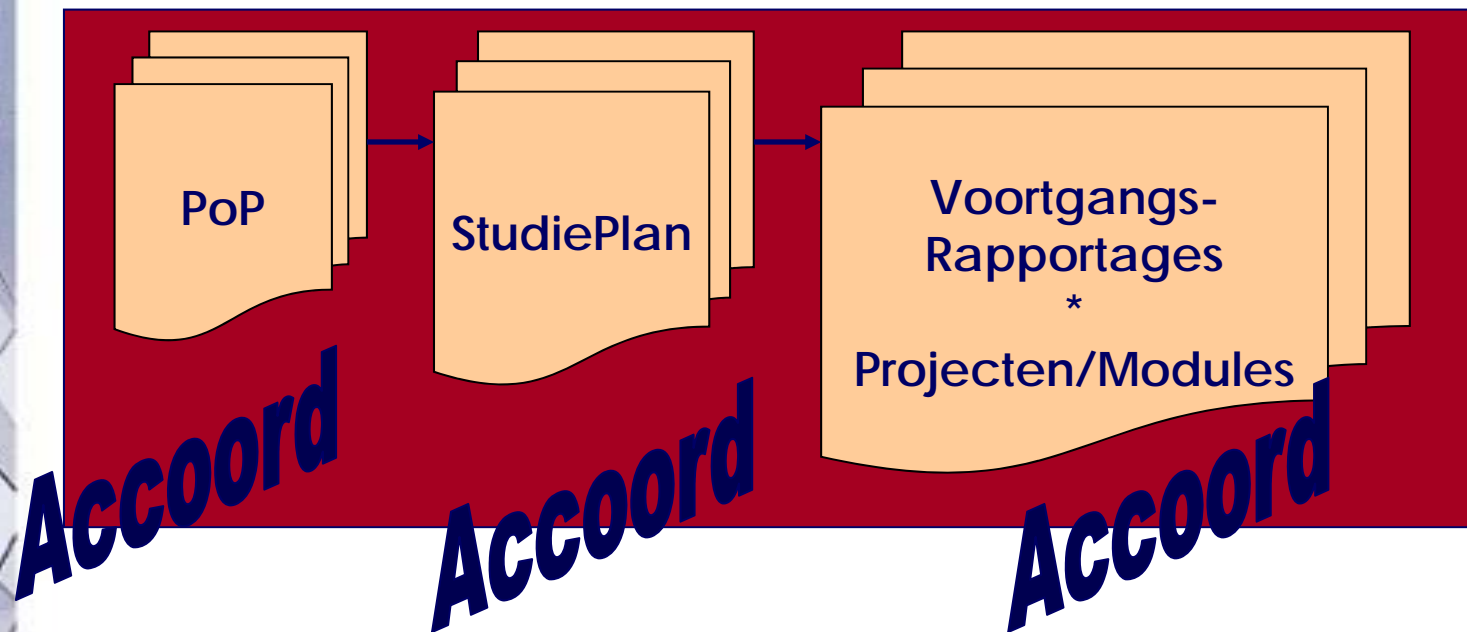 PoP
StudiePlan
Voortgangs-
Rapportages
*
Projecten/Modules
Accoord
Accoord
Accoord